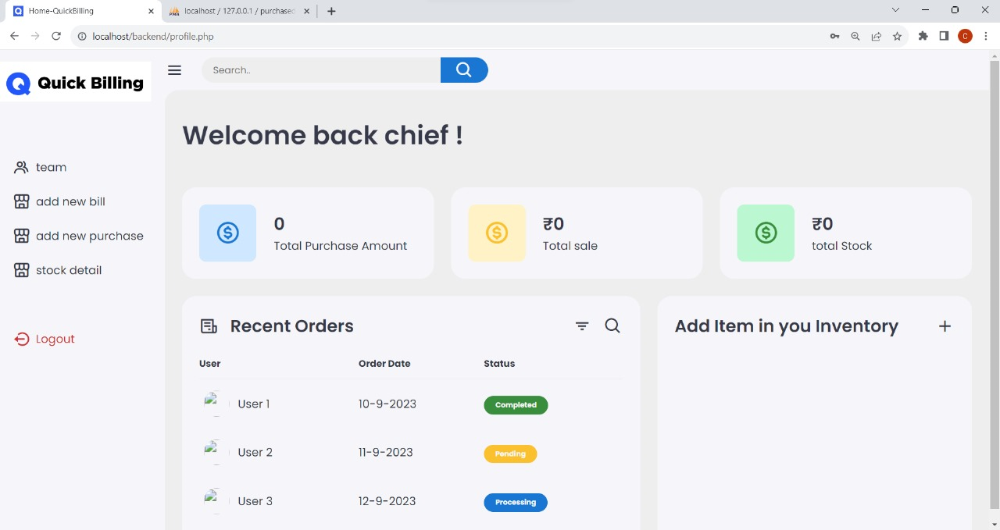 Home-QuickBilling
localhost / 127.0.0.1 / purchased
localhost/backend/profile.php
C
Quick Billing
Search..
Welcome back chief !
team
add new bill
add new purchase
stock detail
Logout
0
Total Purchase Amount
₹0
Total sale
₹0
total Stock
Recent Orders
Add Item in you Inventory
User Order Date Status
User 1 10-9-2023 Completed
User 2 11-9-2023 Pending
User 3 12-9-2023 Processing